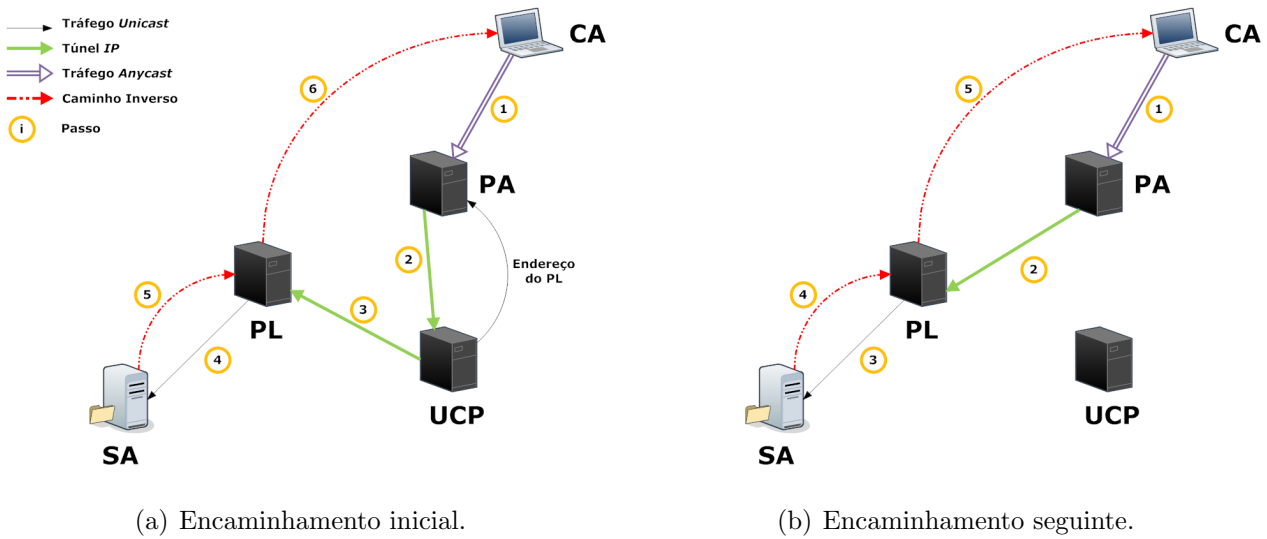 Tráfego Unicast
Túnel IP
Tráfego Anycast
Caminho Inverso
i Passo
CA
1
6
PA
2
Endereço
do PL
5
3
PL
4
UCP
SA
CA
1
5
PA
2
4
PL
3
UCP
SA
(a) Encaminhamento inicial.
(b) Encaminhamento seguinte.